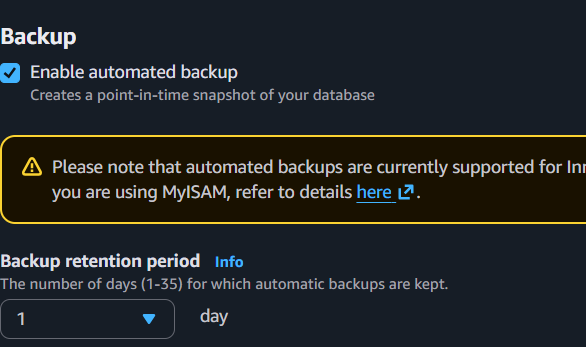 Backup
Enable automated backup
Creates a point-in-time snapshot of your database
Please note that automated backups are currently supported for
you are using MyISAM, refer to details here.
Backup retention period Info
The number of days (1-35) for which automatic backups are kept.
1 day